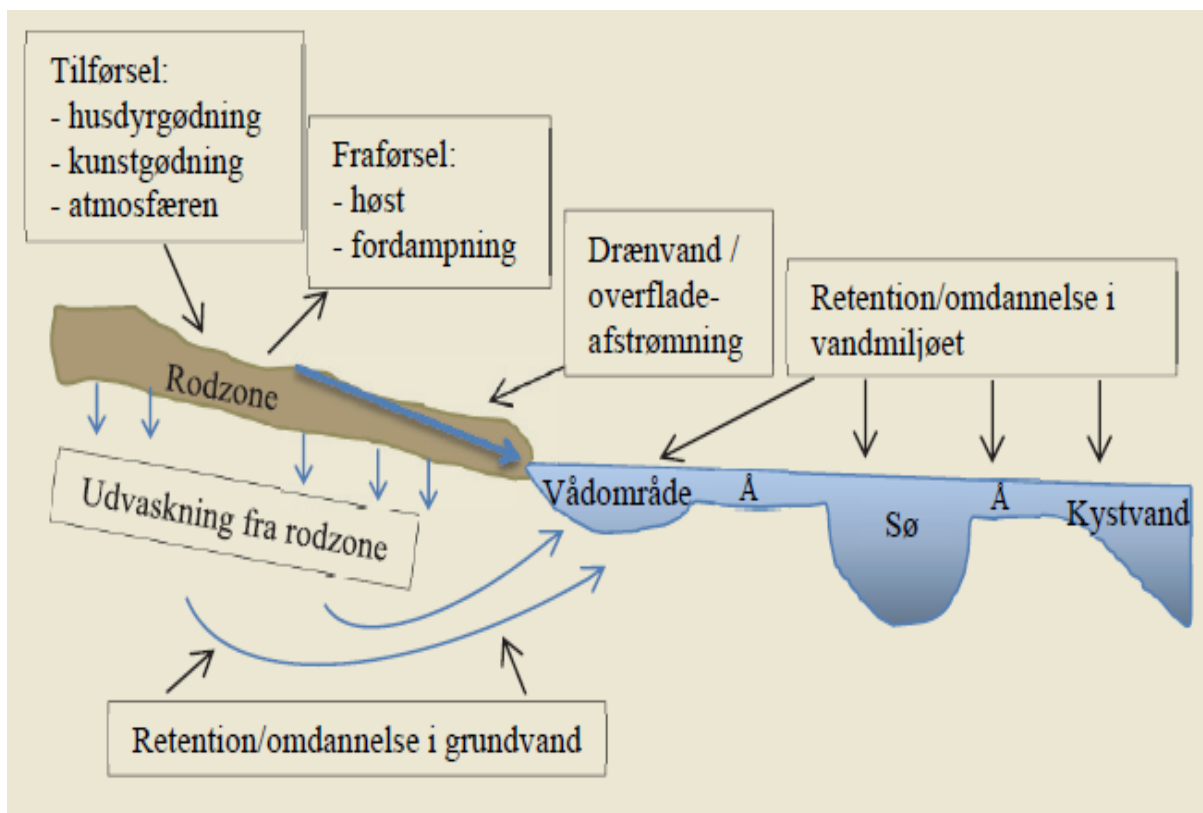 Tilførsel:
- husdyrgødning
- kunstgødning
- atmosfæren
Fraførsel:
- høst
- fordampning
Drænvand /
overflade-
afstrømning
Retention/omdannelse i
vandmiljøet
Rodzone
Udvaskning fra rodzone
Vådområde
Å
Sø
Å
Kystvand
Retention/omdannelse i grundvand